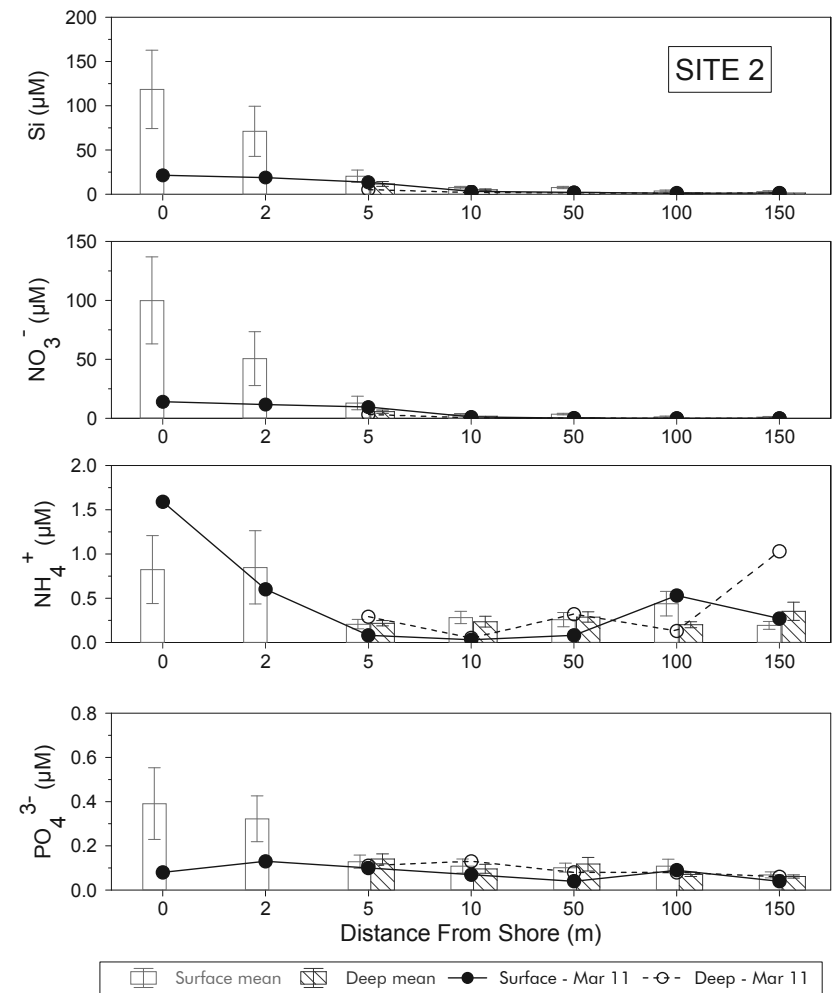 SITE 2
Si (µM)
200
150
100
50
0
0 2 5 10 50 100 150
NO3- (µM)
150
100
50
0
0 2 5 10 50 100 150
NH4+ (µM)
2.0
1.5
1.0
0.5
0.0
0 2 5 10 50 100 150
PO43- (µM)
0.8
0.6
0.4
0.2
0.0
0 2 5 10 50 100 150
Distance From Shore (m)
Surface mean Deep mean Surface - Mar 11 Deep - Mar 11